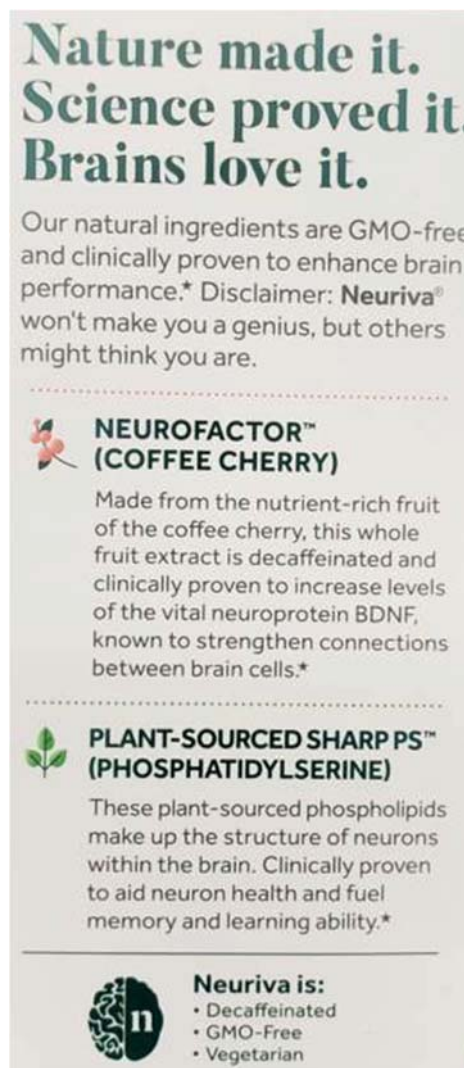 Nature made it.
Science proved it.
Brains love it.
Our natural ingredients are GMO-free
and clinically proven to enhance brain
performance.* Disclaimer: Neuriva®
won't make you a genius, but others
might think you are.
NEUROFACTOR™
(COFFEE CHERRY)
Made from the nutrient-rich fruit
of the coffee cherry, this whole
fruit extract is decaffeinated and
clinically proven to increase levels
of the vital neuroprotein BDNF,
known to strengthen connections
between brain cells.*
PLANT-SOURCED SHARP PS™
(PHOSPHATIDYLSERINE)
These plant-sourced phospholipids
make up the structure of neurons
within the brain. Clinically proven
to aid neuron health and fuel
memory and learning ability.*
n
Neuriva is:
• Decaffeinated
• GMO-Free
• Vegetarian